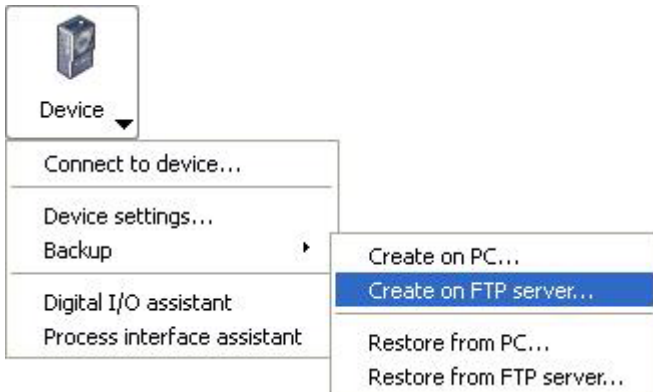 Device
Connect to device...
Device settings...
Backup
Digital I/O assistant
Process interface assistant
Create on PC...
Create on FTP server...
Restore from PC...
Restore from FTP server...